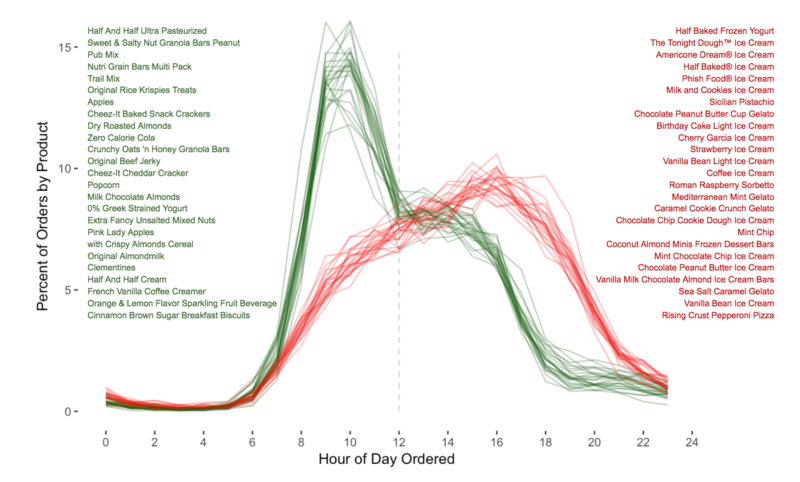 Half And Half Ultra Pasteurized
Sweet & Salty Nut Granola Bars Peanut
Pub Mix
Nutri Grain Bars Multi Pack
Trail Mix
Original Rice Krispies Treats
Apples
Cheez-It Baked Snack Crackers
Dry Roasted Almonds
Zero Calorie Cola
Crunchy Oats 'n Honey Granola Bars
Original Beef Jerky
Cheez-It Cheddar Cracker
Popcorn
Milk Chocolate Almonds
0% Greek Strained Yogurt
Extra Fancy Unsalted Mixed Nuts
Pink Lady Apples
with Crispy Almonds Cereal
Original Almondmilk
Clementines
Half And Half Cream
French Vanilla Coffee Creamer
Orange & Lemon Flavor Sparkling Fruit Beverage
Cinnamon Brown Sugar Breakfast Biscuits
Half Baked Frozen Yogurt
The Tonight Dough™ Ice Cream
Americone Dream® Ice Cream
Half Baked® Ice Cream
Phish Food® Ice Cream
Milk and Cookies Ice Cream
Sicilian Pistachio
Chocolate Peanut Butter Cup Gelato
Birthday Cake Light Ice Cream
Cherry Garcia Ice Cream
Strawberry Ice Cream
Vanilla Bean Light Ice Cream
Coffee Ice Cream
Roman Raspberry Sorbetto
Mediterranean Mint Gelato
Caramel Cookie Crunch Gelato
Chocolate Chip Cookie Dough Ice Cream
Mint Chip
Coconut Almond Minis Frozen Dessert Bars
Mint Chocolate Chip Ice Cream
Chocolate Peanut Butter Ice Cream
Vanilla Milk Chocolate Almond Ice Cream Bars
Sea Salt Caramel Gelato
Vanilla Bean Ice Cream
Rising Crust Pepperoni Pizza
Percent of Orders by Product
15
10
5
0
0 2 4 6 8 10 12 14 16 18 20 22 24
Hour of Day Ordered